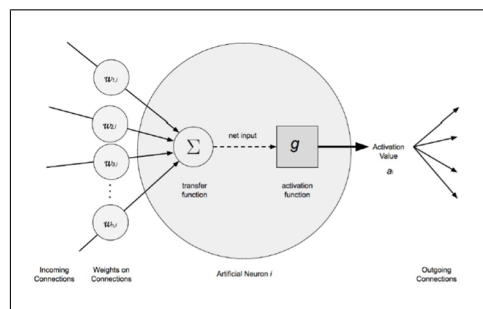 w₁,ᵢ
w₂,ᵢ
w₃,ᵢ
Σ
net input
g
Activation
Value
aᵢ
transfer
function
activation
function
Incoming
Connections
Weights on
Connections
Artificial Neuron i
Outgoing
Connections